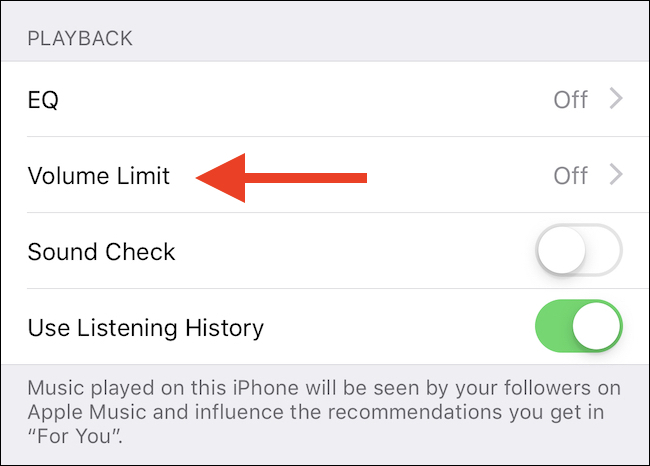 PLAYBACK
EQ Off
Volume Limit Off
Sound Check
Use Listening History
Music played on this iPhone will be seen by your followers on
Apple Music and influence the recommendations you get in
“For You”.